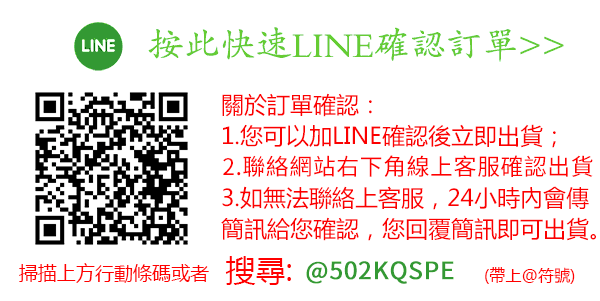 LINE 按此快速LINE確認訂單>>
關於訂單確認：
1.您可以加LINE確認後立即出貨；
2.聯絡網站右下角線上客服確認出貨
3.如無法聯絡上客服，24小時內會傳
簡訊給您確認，您回覆簡訊即可出貨。
掃描上方行動條碼或者 搜尋: @502KQSPE (帶上@符號)